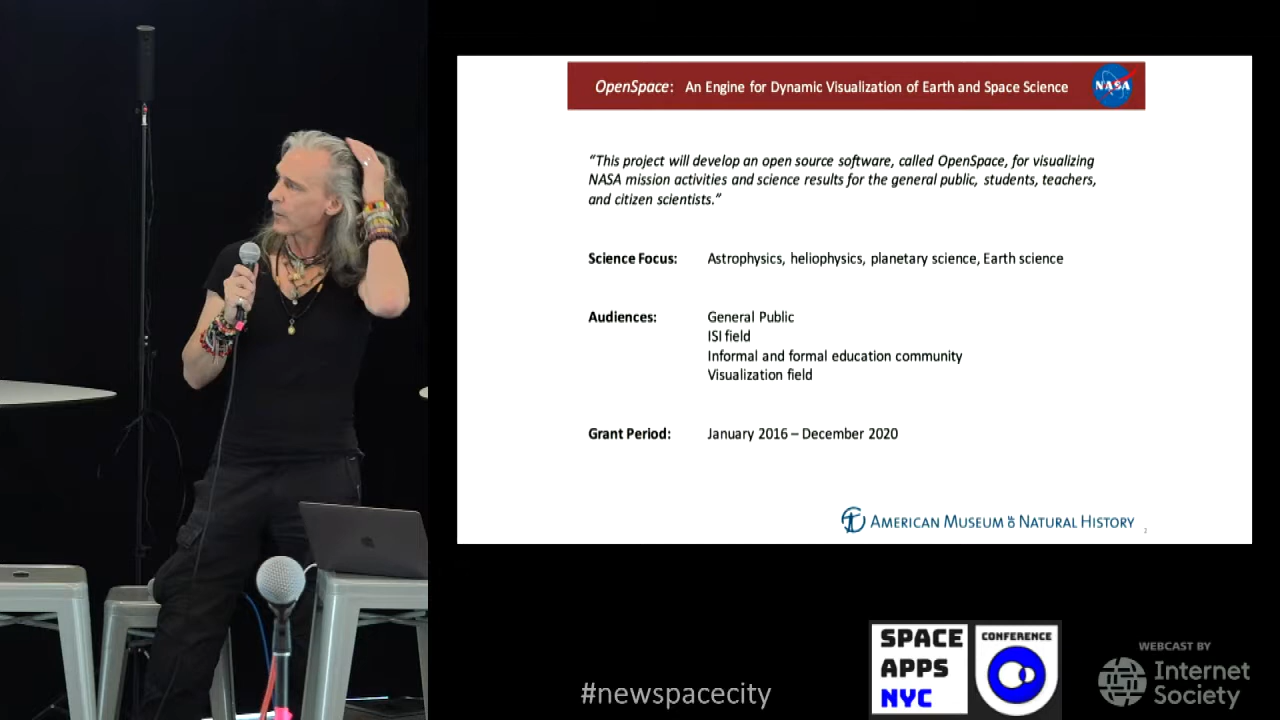 OpenSpace: An Engine for Dynamic Visualization of Earth and Space Science
NASA
“This project will develop an open source software, called OpenSpace, for visualizing
NASA mission activities and science results for the general public, students, teachers,
and citizen scientists.”
Science Focus: Astrophysics, heliophysics, planetary science, Earth science
Audiences: General Public
ISI field
Informal and formal education community
Visualization field
Grant Period: January 2016 – December 2020
AMERICAN MUSEUM OF NATURAL HISTORY
2
SPACE
APPS
NYC
CONFERENCE
WEBCAST BY
Internet
Society
#newspacecity